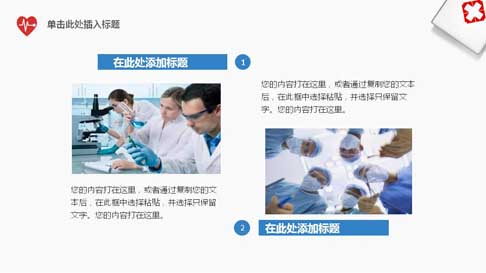 单击此处插入标题
在此处添加标题
1
您的内容打在这里，或者通过复制您的文本
后，在此框中选择粘贴，并选择只保留文
字。您的内容打在这里。
您的内容打在这里，或者通过复制您的文
本后，在此框中选择粘贴，并选择只保留
文字。您的内容打在这里。
2
在此处添加标题